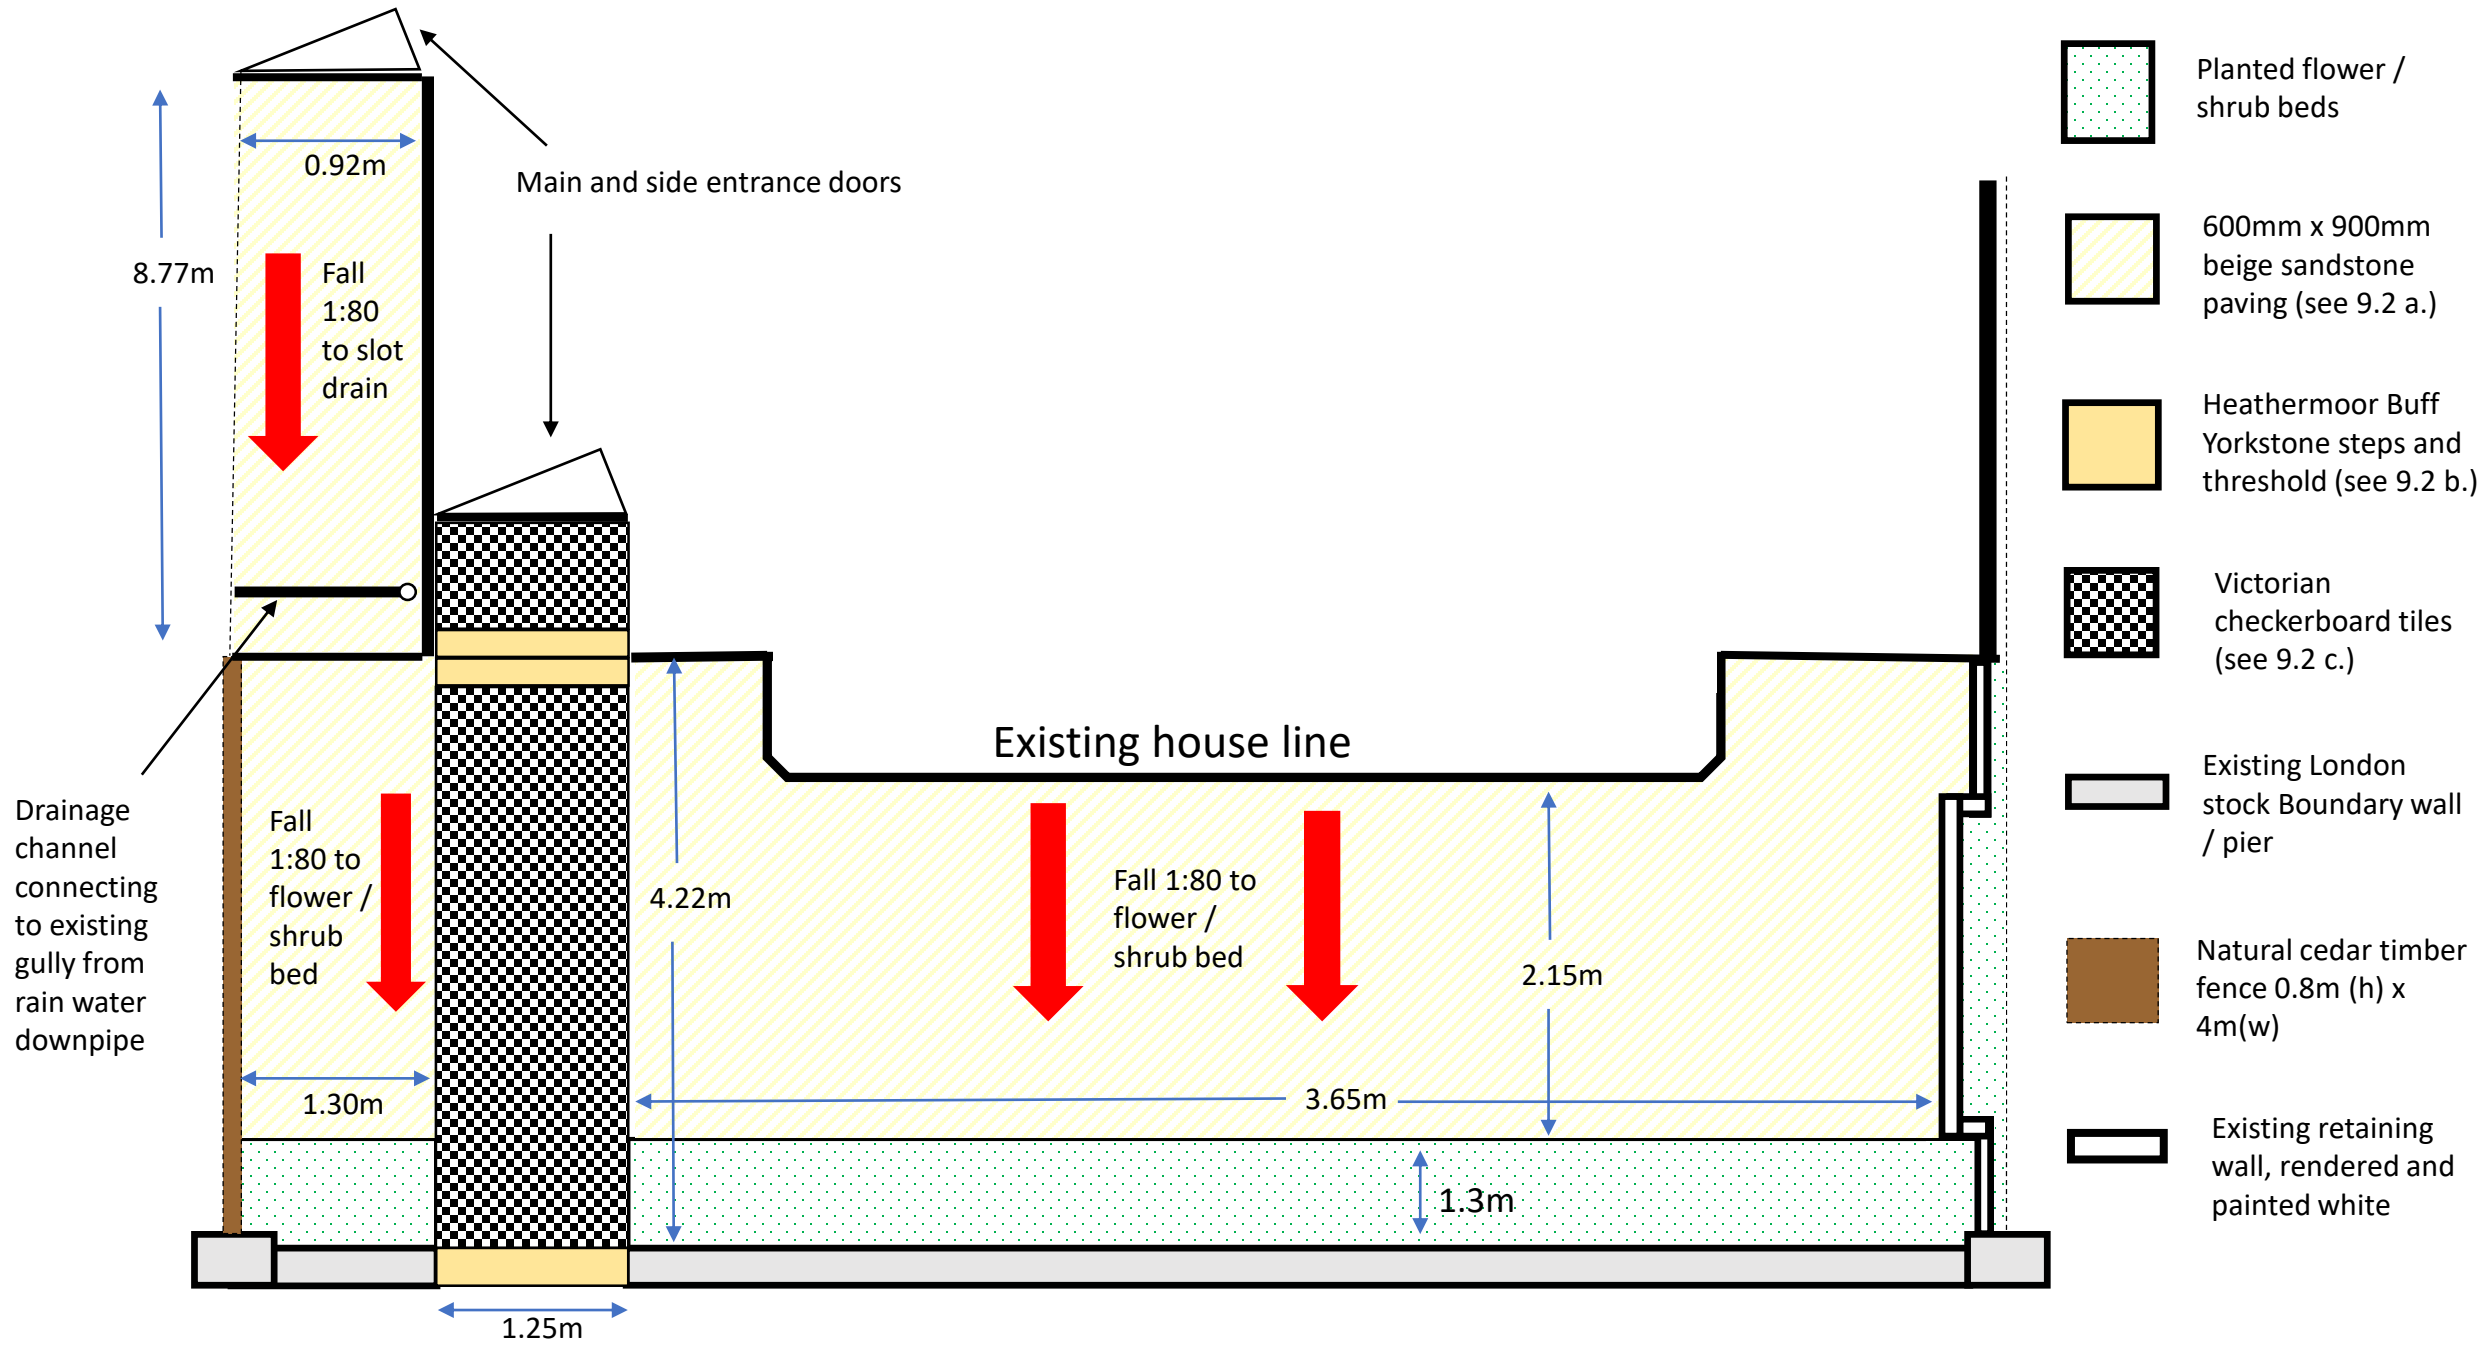 0.92m
Main and side entrance doors
8.77m
Fall
1:80
to slot
drain
Existing house line
Drainage
channel
connecting
to existing
gully from
rain water
downpipe
Fall
1:80 to
flower /
shrub
bed
4.22m
Fall 1:80 to
flower /
shrub bed
2.15m
1.30m
3.65m
1.3m
1.25m
Planted flower /
shrub beds
600mm x 900mm
beige sandstone
paving (see 9.2 a.)
Heathermoor Buff
Yorkstone steps and
threshold (see 9.2 b.)
Victorian
checkerboard tiles
(see 9.2 c.)
Existing London
stock Boundary wall
/ pier
Natural cedar timber
fence 0.8m (h) x
4m(w)
Existing retaining
wall, rendered and
painted white